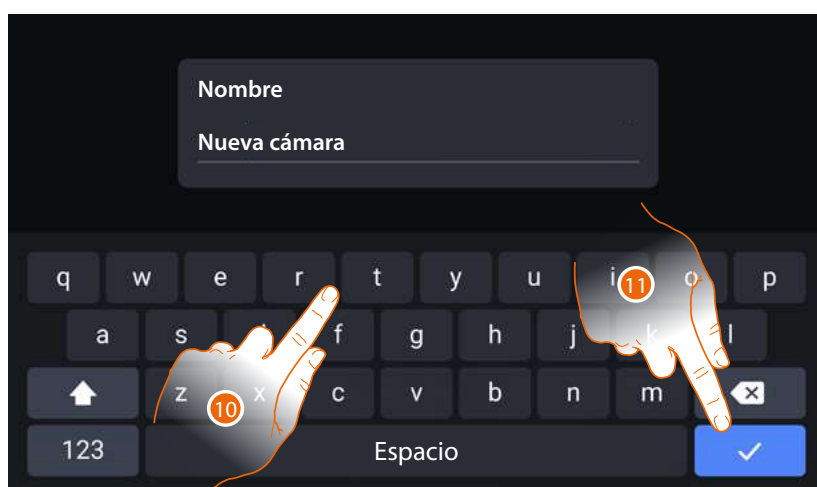 Nombre
Nueva cámara
q w e r t y u i o p
11
a s f g h j k l
z x c v b n m
10
123 Espacio